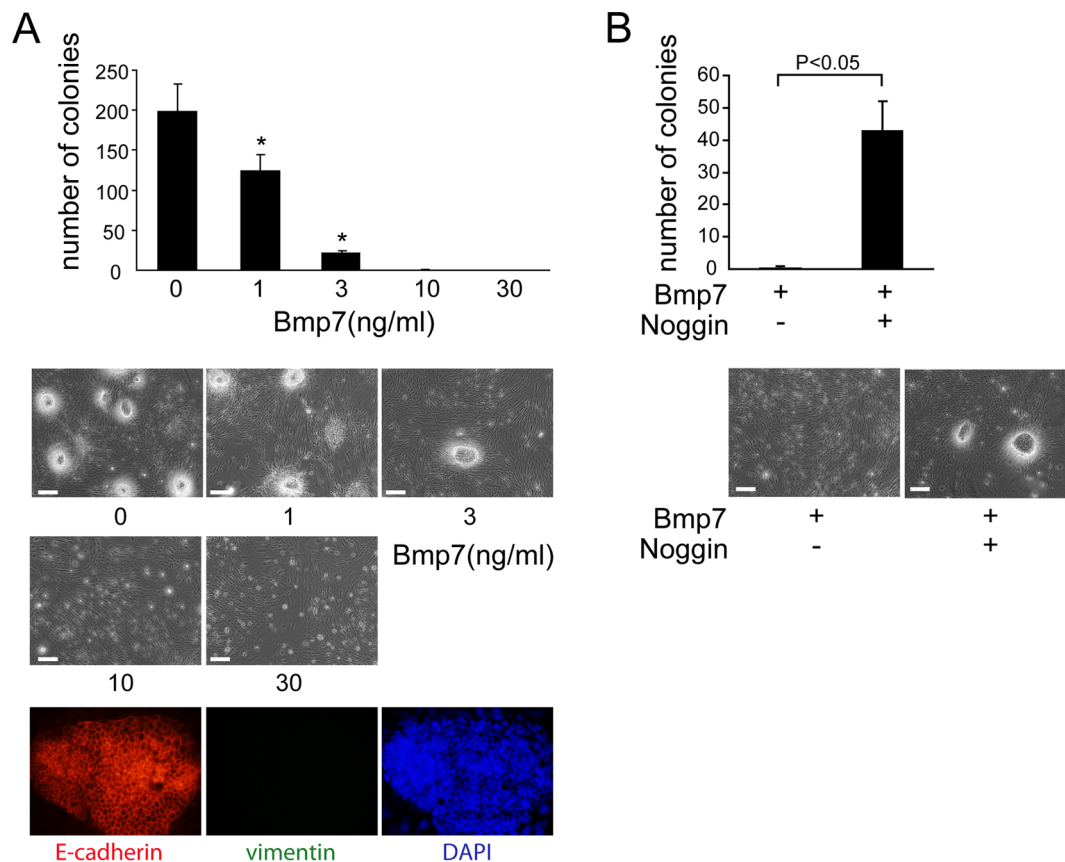 A
number of colonies
250
200
150
100
50
0
*
*
0 1 3 10 30
Bmp7(ng/ml)
0 1 3
Bmp7(ng/ml)
10 30
E-cadherin vimentin DAPI
B
number of colonies
P<0.05
60
50
40
30
20
10
0
Bmp7 + +
Noggin - +
Bmp7 + +
Noggin - +